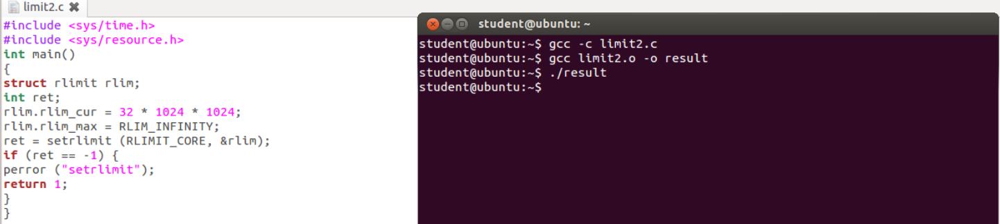 limit2.c
#include <sys/time.h>
#include <sys/resource.h>
int main()
{
struct rlimit rlim;
int ret;
rlim.rlim_cur = 32 * 1024 * 1024;
rlim.rlim_max = RLIM_INFINITY;
ret = setrlimit (RLIMIT_CORE, &rlim);
if (ret == -1) {
perror ("setrlimit");
return 1;
}
}
student@ubuntu: ~
student@ubuntu:~$ gcc -c limit2.c
student@ubuntu:~$ gcc limit2.o -o result
student@ubuntu:~$ ./result
student@ubuntu:~$